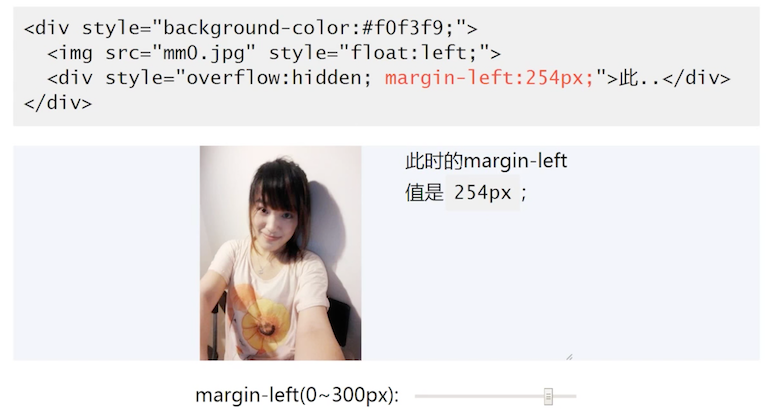 <div style="background-color:#f0f3f9;">
<img src="mm0.jpg" style="float:left;">
<div style="overflow:hidden; margin-left:254px;">此..</div>
</div>
此时的margin-left
值是 254px ;
margin-left(0~300px):